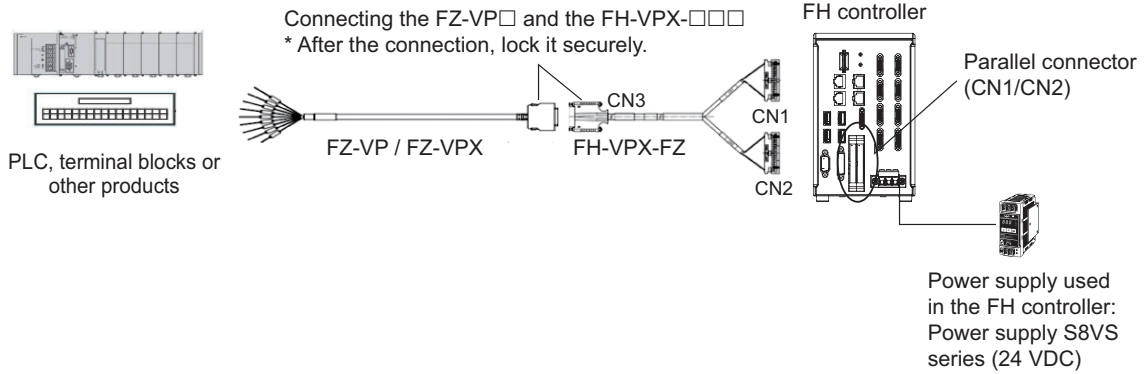 Connecting the FZ-VP□ and the FH-VPX-□□□
* After the connection, lock it securely.
FH controller
Parallel connector
(CN1/CN2)
CN3
CN1
FZ-VP / FZ-VPX
FH-VPX-FZ
CN2
PLC, terminal blocks or
other products
Power supply used
in the FH controller:
Power supply S8VS
series (24 VDC)